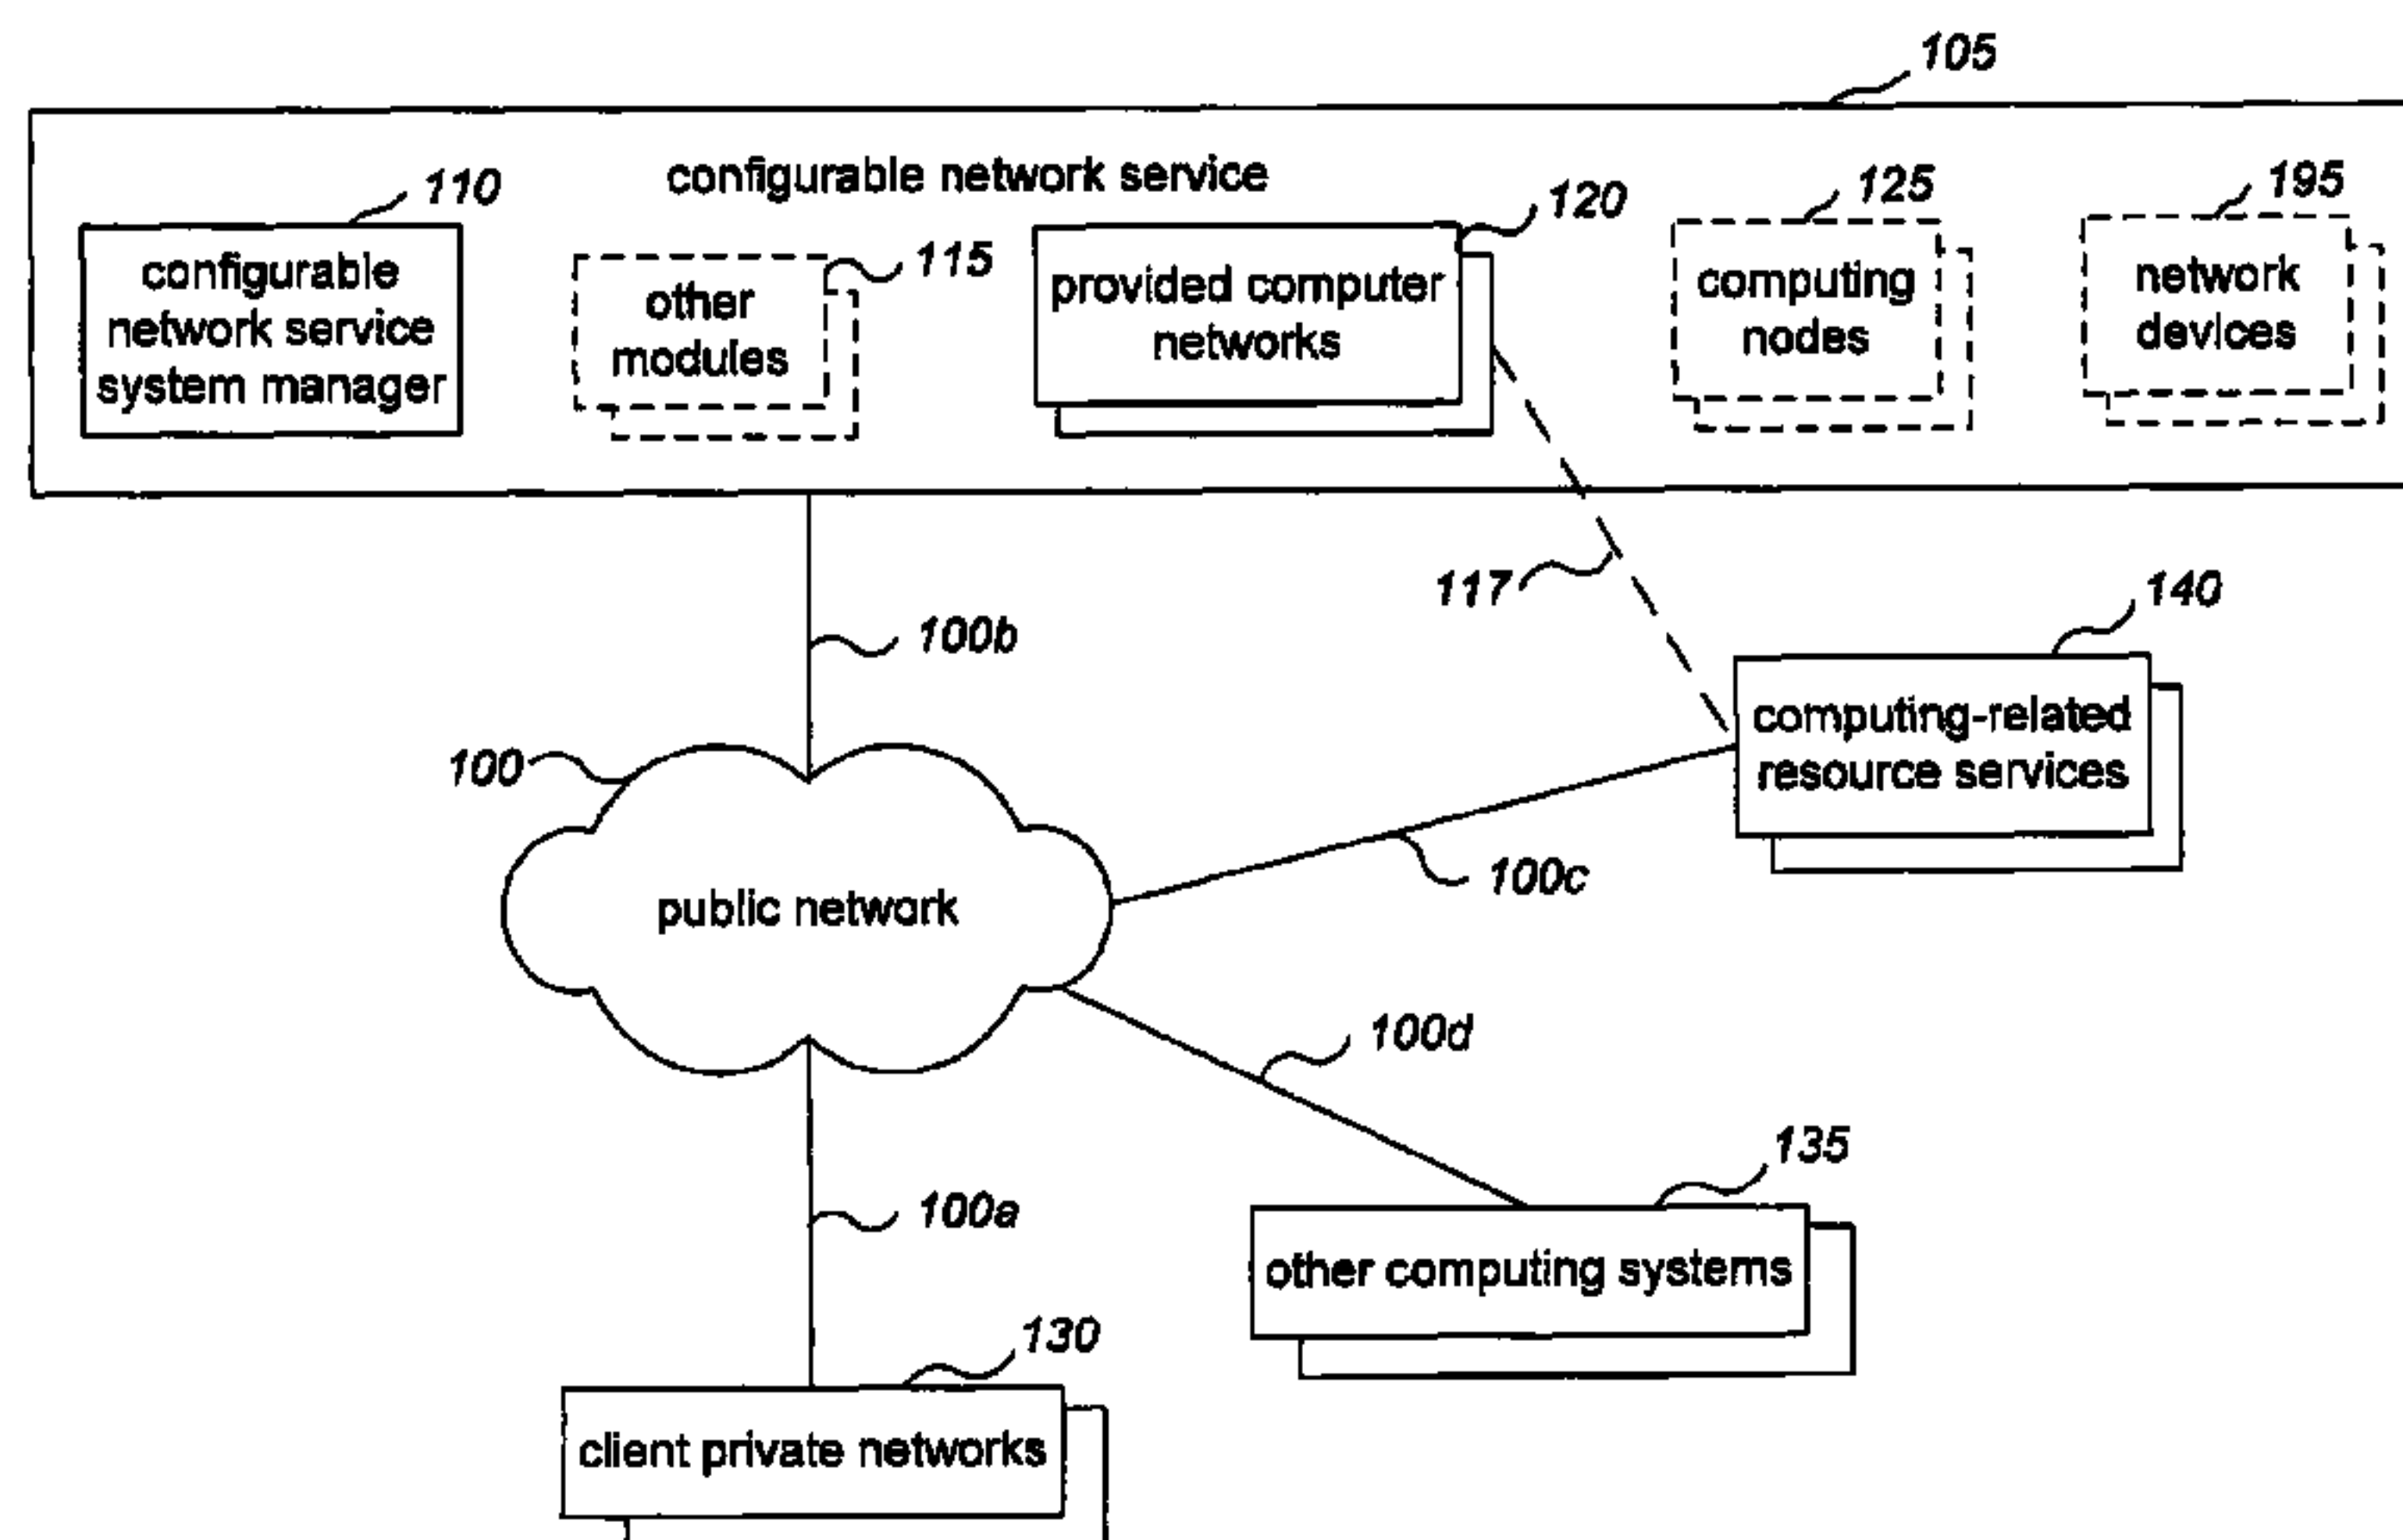 105
configurable network service
110
configurable
network service
system manager
115
other
modules
120
provided computer
networks
125
computing
nodes
195
network
devices
117
100b
140
computing-related
resource services
100
public network
100c
100d
135
other computing systems
100a
130
client private networks